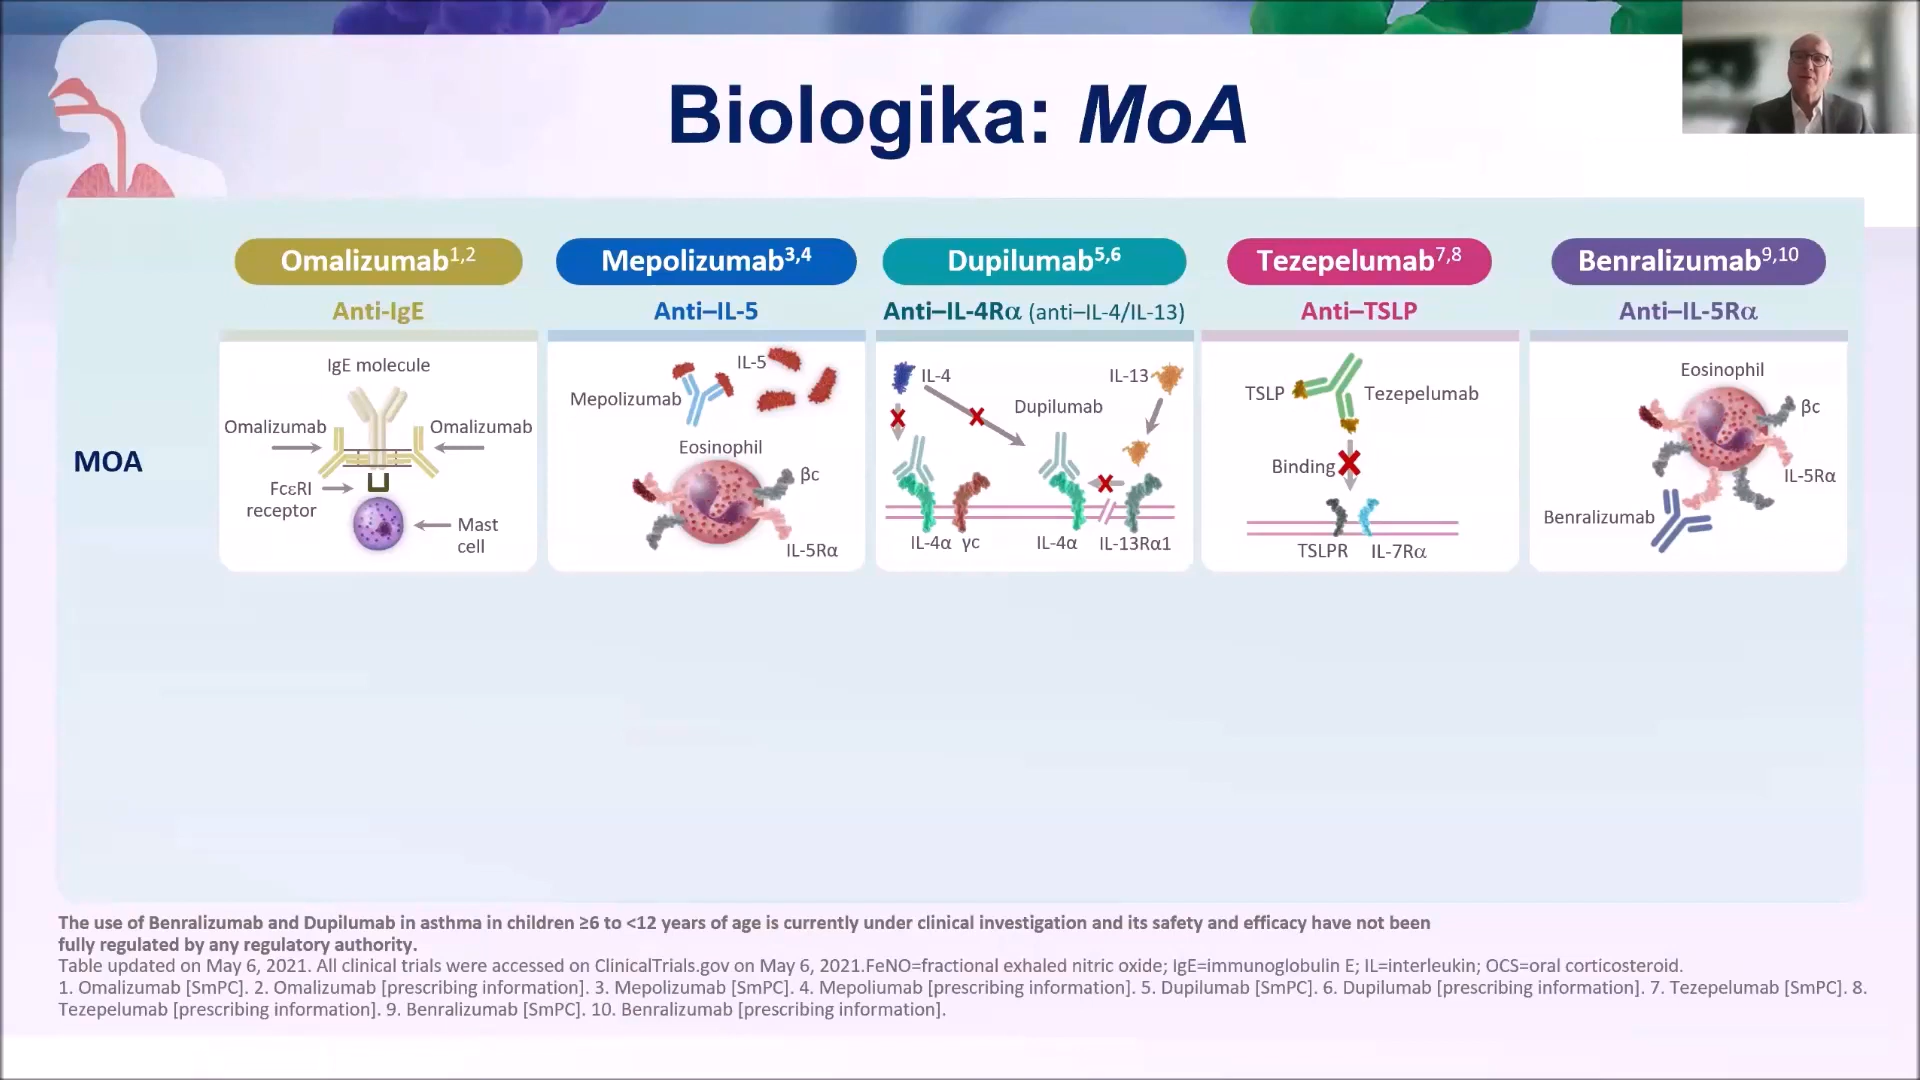 Biologika: MoA
Omalizumab1,2
Mepolizumab3,4
Dupilumab5,6
Tezepelumab7,8
Benralizumab9,10
Anti-IgE
Anti–IL-5
Anti–IL-4Rα (anti–IL-4/IL-13)
Anti–TSLP
Anti–IL-5Rα
MOA
IgE molecule
Omalizumab
Omalizumab
FcεRI
receptor
Mast
cell
IL-5
Mepolizumab
Eosinophil
βc
IL-5Rα
IL-4
IL-13
Dupilumab
IL-4α
γc
IL-4α
IL-13Rα1
TSLP
Tezepelumab
Binding
TSLPR
IL-7Rα
Eosinophil
βc
IL-5Rα
Benralizumab
The use of Benralizumab and Dupilumab in asthma in children ≥6 to <12 years of age is currently under clinical investigation and its safety and efficacy have not been
fully regulated by any regulatory authority.
Table updated on May 6, 2021. All clinical trials were accessed on ClinicalTrials.gov on May 6, 2021.FeNO=fractional exhaled nitric oxide; IgE=immunoglobulin E; IL=interleukin; OCS=oral corticosteroid.
1. Omalizumab [SmPC]. 2. Omalizumab [prescribing information]. 3. Mepolizumab [SmPC]. 4. Mepoliumab [prescribing information]. 5. Dupilumab [SmPC]. 6. Dupilumab [prescribing information]. 7. Tezepelumab [SmPC]. 8.
Tezepelumab [prescribing information]. 9. Benralizumab [SmPC]. 10. Benralizumab [prescribing information].